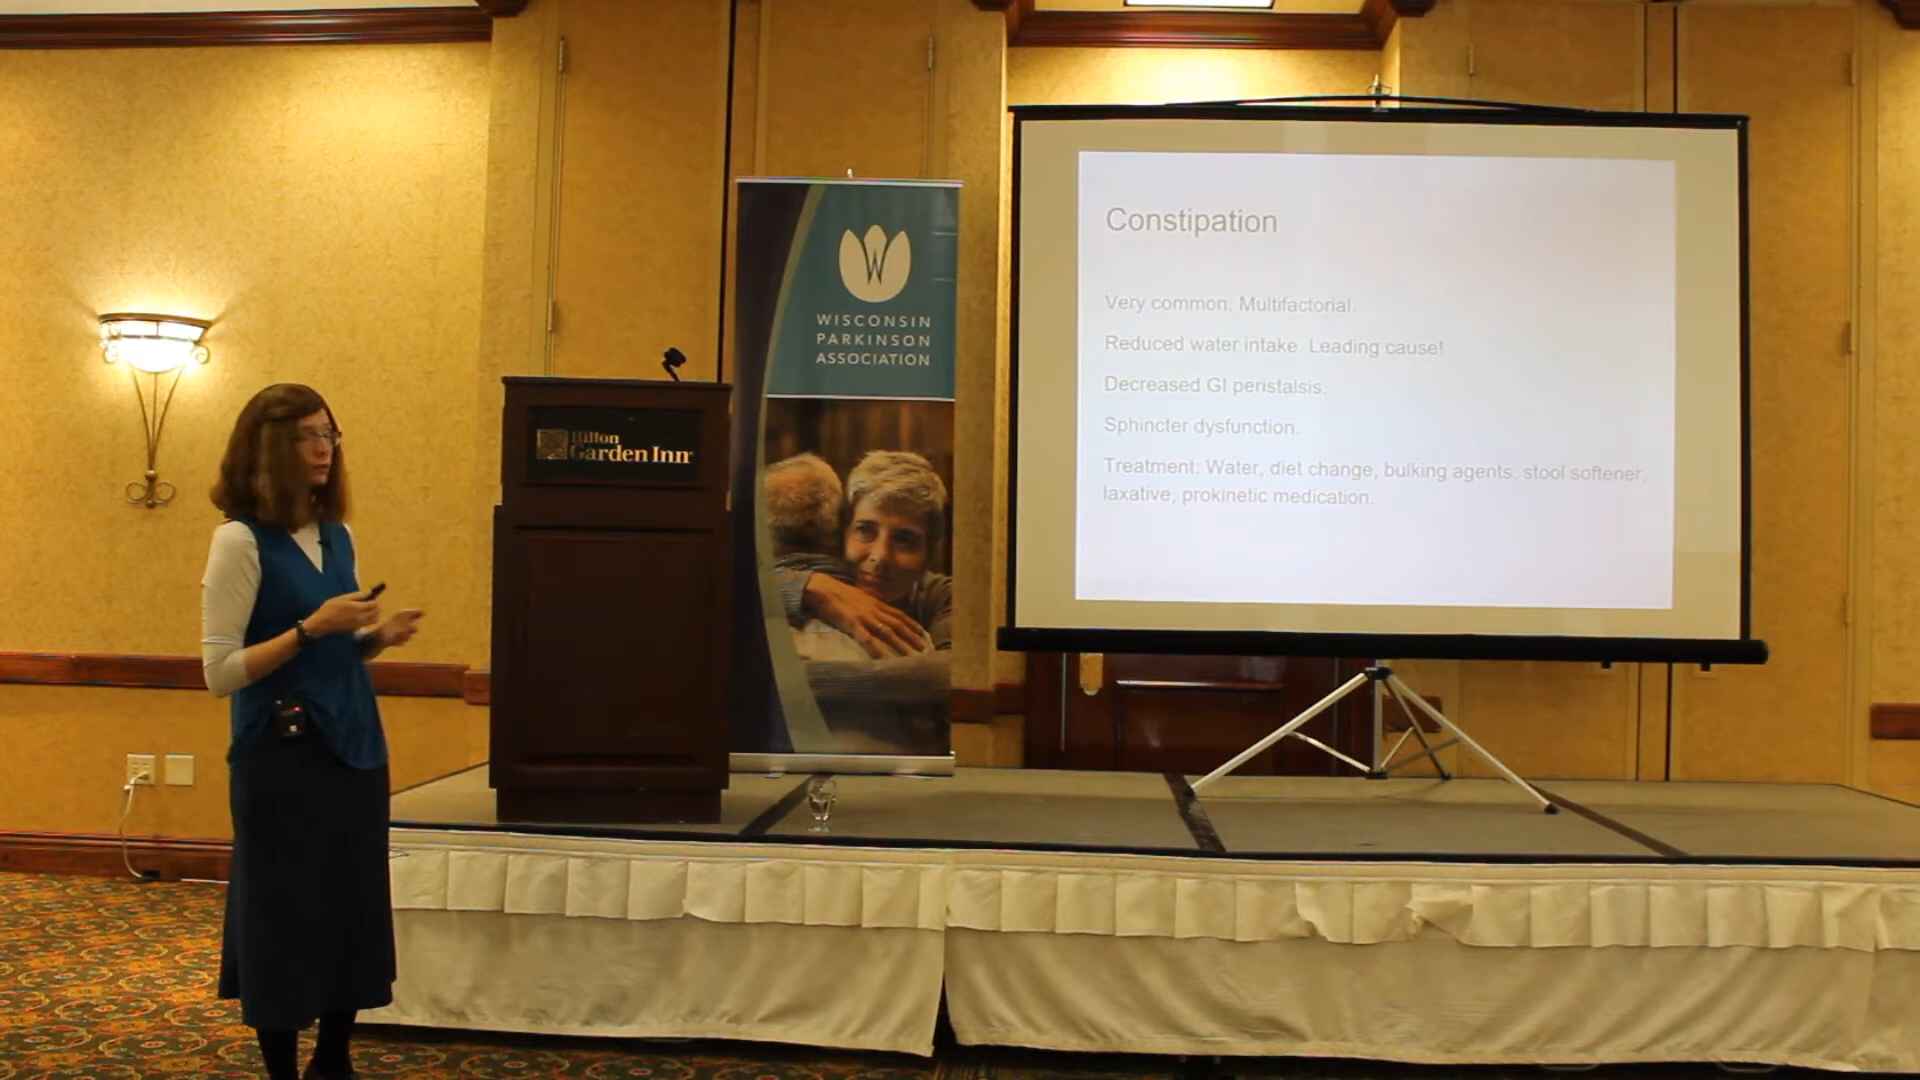 Hilton
Garden Inn
W
WISCONSIN
PARKINSON
ASSOCIATION
Constipation
Very common. Multifactorial.
Reduced water intake. Leading cause!
Decreased GI peristalsis.
Sphincter dysfunction.
Treatment: Water, diet change, bulking agents, stool softener,
laxative, prokinetic medication.